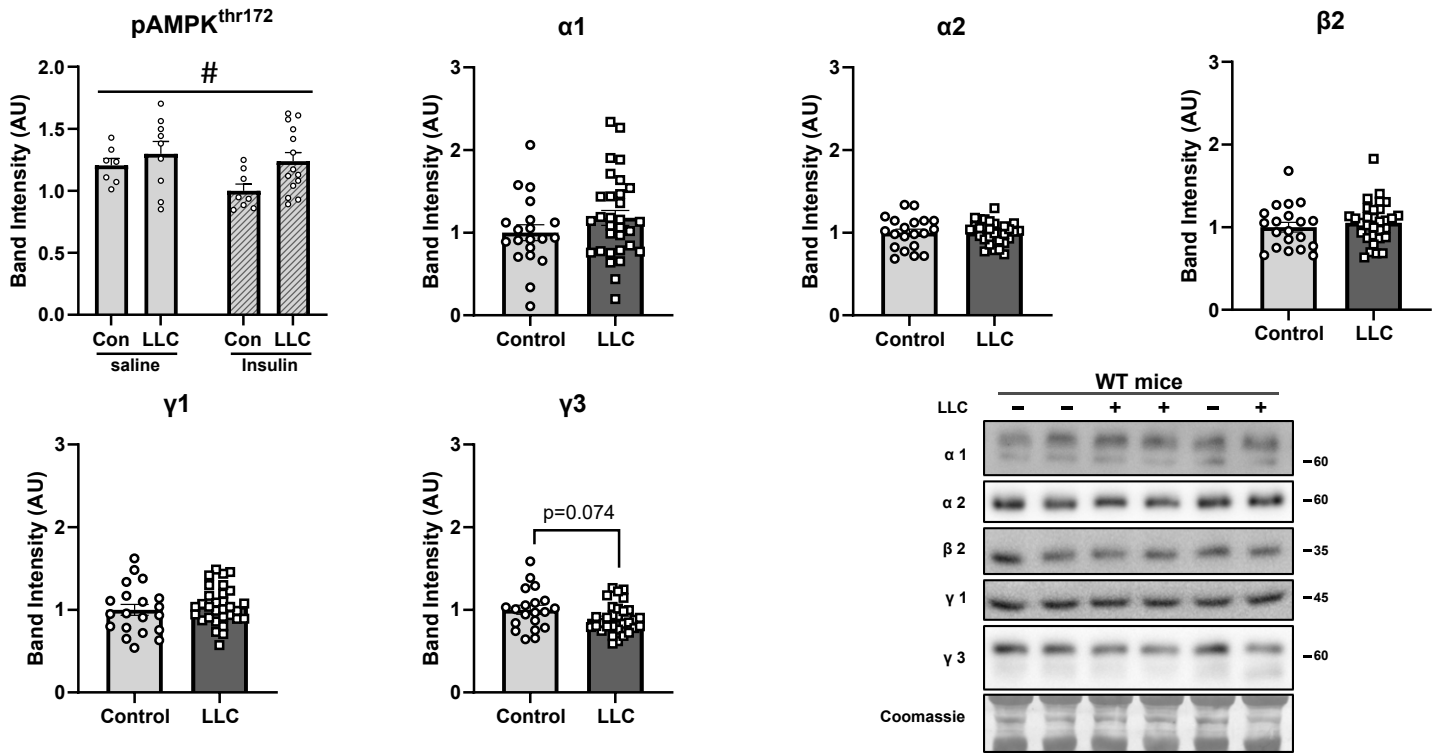 pAMPKthr172
Band Intensity (AU)
2.0
1.5
1.0
0.5
0.0
#
Con LLC Con LLC
saline Insulin
α1
Band Intensity (AU)
3
2
1
0
Control LLC
α2
Band Intensity (AU)
3
2
1
0
Control LLC
β2
Band Intensity (AU)
3
2
1
0
Control LLC
γ1
Band Intensity (AU)
3
2
1
0
Control LLC
γ3
Band Intensity (AU)
3
2
1
0
p=0.074
Control LLC
WT mice
LLC − − + + − +
α 1 –60
α 2 –60
β 2 –35
γ 1 –45
γ 3 –60
Coomassie